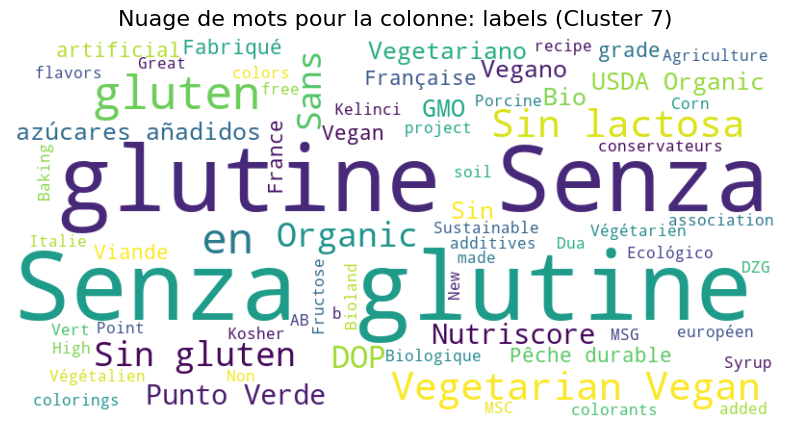 Nuage de mots pour la colonne: labels (Cluster 7)
artificial Fabriqué Vegetariano recipe grade Agriculture
flavors Great colors Française Vegano USDA Organic
gluten free Sans Kelinci GMO Porcine Bio Corn
azúcares añadidos France Vegan project Sin lactosa
Baking conservateurs
glutine Senza
soil
Italie Viande en Organic Sin Sustainable Végétarien association
additives Dua Ecológico
made
Senza glutine DZG
Fructose Bioland New
Vert Point Kosher AB b Nutriscore MSG européen
High Sin gluten DOP Biologique Pêche durable Syrup
Végétalien Non
colorings Punto Verde Vegetarian Vegan
MSC colorants added